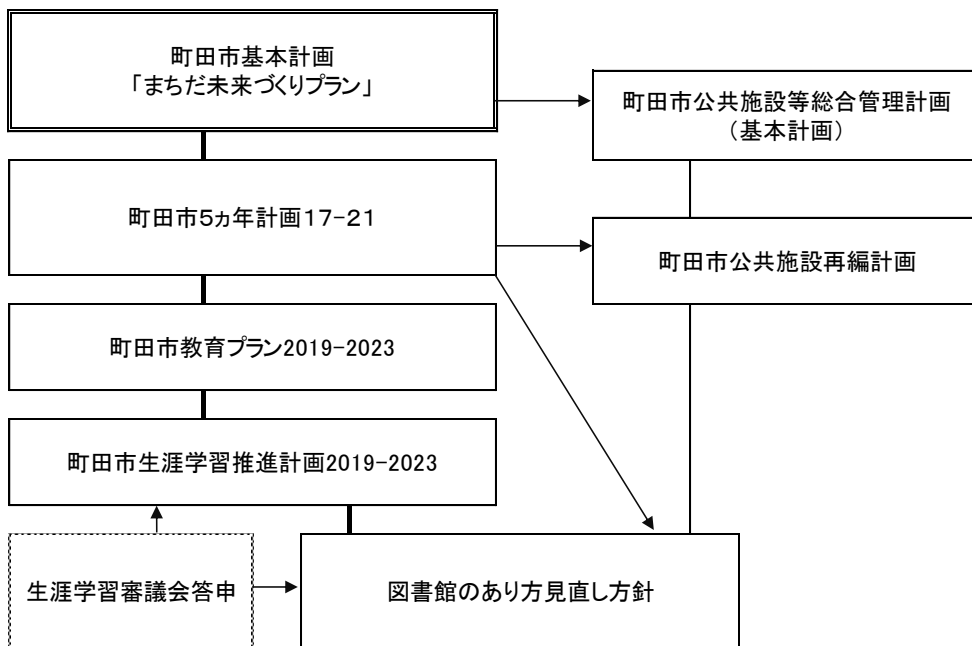 町田市基本計画
「まちだ未来づくりプラン」
町田市公共施設等総合管理計画
（基本計画）
町田市5ヵ年計画17-21
町田市公共施設再編計画
町田市教育プラン2019-2023
町田市生涯学習推進計画2019-2023
生涯学習審議会答申
図書館のあり方見直し方針